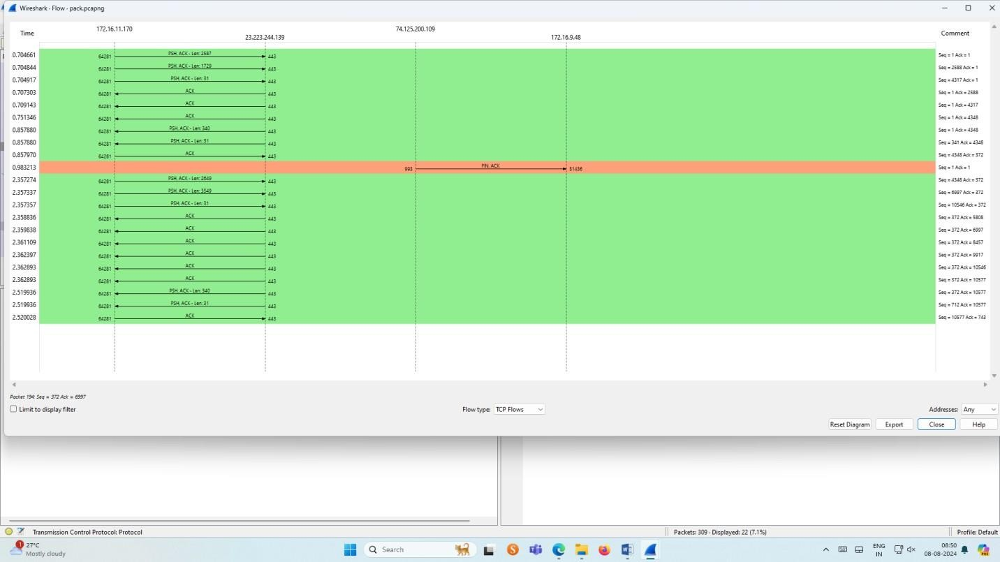 Wireshark · Flow · pack.pcapng
Time 172.16.11.170 23.223.244.139 74.125.200.109 172.16.9.48 Comment
0.704661 64281 PSH, ACK - Len: 2587 443 Seq = 1 Ack = 1
0.704844 64281 PSH, ACK - Len: 1729 443 Seq = 2588 Ack = 1
0.704917 64281 PSH, ACK - Len: 31 443 Seq = 4317 Ack = 1
0.707303 64281 ACK 443 Seq = 1 Ack = 2588
0.709143 64281 ACK 443 Seq = 1 Ack = 4317
0.751346 64281 ACK 443 Seq = 1 Ack = 4348
0.857880 64281 PSH, ACK - Len: 340 443 Seq = 1 Ack = 4348
0.857880 64281 PSH, ACK - Len: 31 443 Seq = 341 Ack = 4348
0.857970 64281 ACK 443 Seq = 4348 Ack = 372
0.983213 993 FIN, ACK 51436 Seq = 1 Ack = 1
2.357274 64281 PSH, ACK - Len: 2649 443 Seq = 4348 Ack = 372
2.357337 64281 PSH, ACK - Len: 3549 443 Seq = 6997 Ack = 372
2.357357 64281 PSH, ACK - Len: 31 443 Seq = 10546 Ack = 372
2.358836 64281 ACK 443 Seq = 372 Ack = 5808
2.359838 64281 ACK 443 Seq = 372 Ack = 6997
2.361109 64281 ACK 443 Seq = 372 Ack = 8457
2.362397 64281 ACK 443 Seq = 372 Ack = 9917
2.362893 64281 ACK 443 Seq = 372 Ack = 10546
2.362893 64281 ACK 443 Seq = 372 Ack = 10577
2.519936 64281 PSH, ACK - Len: 340 443 Seq = 372 Ack = 10577
2.519936 64281 PSH, ACK - Len: 31 443 Seq = 712 Ack = 10577
2.520028 64281 ACK 443 Seq = 10577 Ack = 743
Packet 194: Seq = 372 Ack = 6997
Limit to display filter Flow type: TCP Flows Addresses: Any
Reset Diagram Export Close Help
Transmission Control Protocol: Protocol Packets: 309 · Displayed: 22 (7.1%) Profile: Default
1 27°C
Mostly cloudy
Search
ENG
IN
08:50
08-08-2024